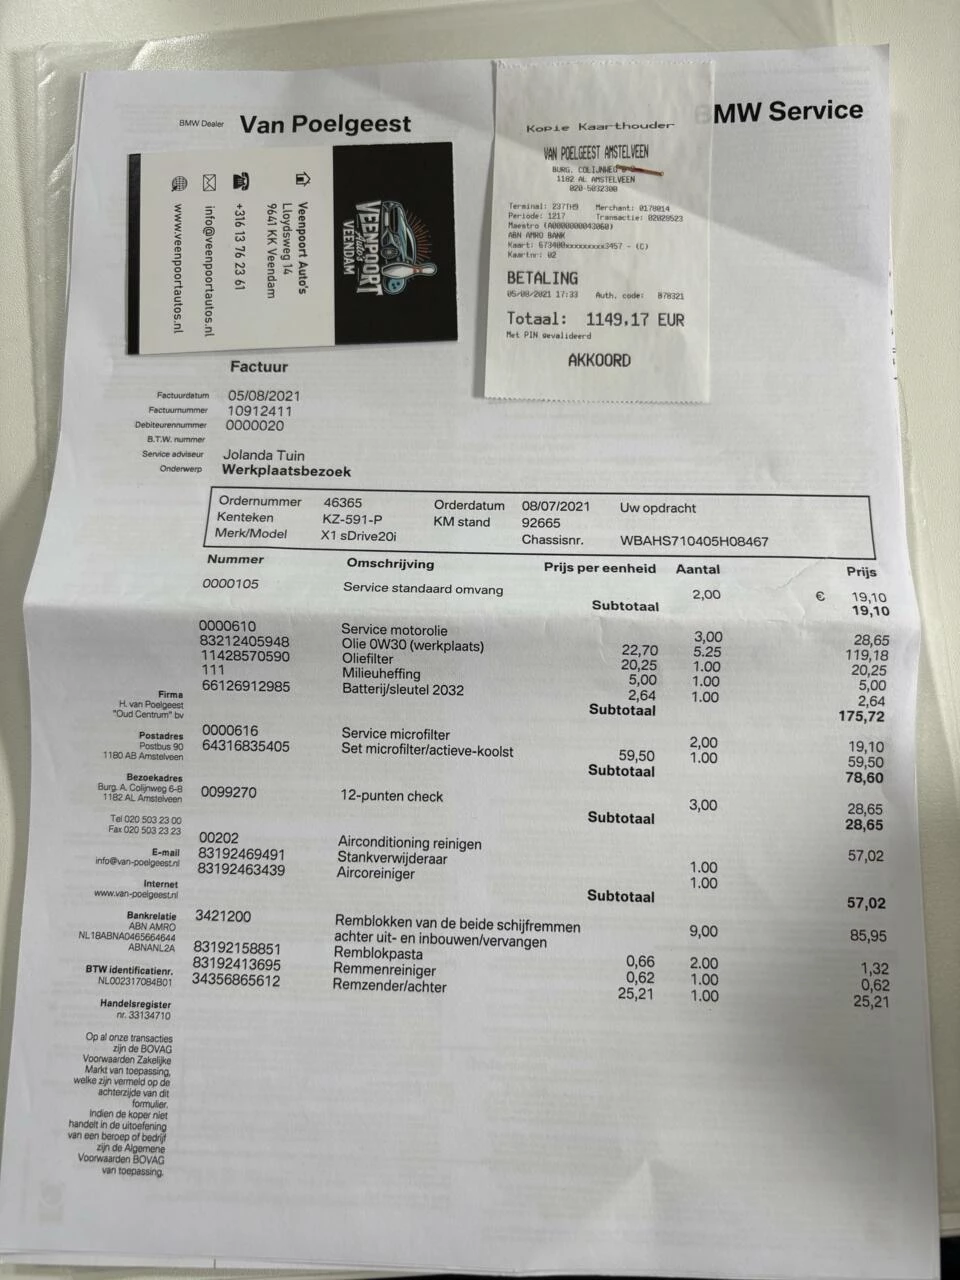 BMW Dealer Van Poelgeest
BMW Service
Veenpoort Auto's
Lloydsweg 14
9641 KK Veendam
+316 13 76 23 61
info@veenpoortautos.nl
www.veenpoortautos.nl
VEENPOORT
Auto's
VEENDAM
Kopie Kaarthouder
VAN POELGEEST AMSTELVEEN
BURG. COLIJNWEG
1182 AL AMSTELVEEN
020-5032300
Terminal: 237TH9 Merchant: 0178014
Periode: 1217 Transactie: 02028523
Maestro (A0000000043060)
ABN AMRO BANK
Kaart: 673400xxxxxxxxx3457 - (C)
Kaartnr: 02
BETALING
05/08/2021 17:33 Auth. code: B78321
Totaal: 1149,17 EUR
Met PIN gevalideerd
AKKOORD
Factuur
Factuurdatum 05/08/2021
Factuurnummer 10912411
Debiteurennummer 0000020
B.T.W. nummer
Service adviseur Jolanda Tuin
Onderwerp Werkplaatsbezoek
Ordernummer 46365 Orderdatum 08/07/2021 Uw opdracht
Kenteken KZ-591-P KM stand 92665
Merk/Model X1 sDrive20i Chassisnr. WBAHS710405H08467
Nummer Omschrijving Prijs per eenheid Aantal Prijs
0000105 Service standaard omvang 2,00 € 19,10
Subtotaal 19,10
0000610 Service motorolie 3,00 28,65
83212405948 Olie 0W30 (werkplaats) 22,70 5.25 119,18
11428570590 Oliefilter 20,25 1.00 20,25
111 Milieuheffing 5,00 1.00 5,00
66126912985 Batterij/sleutel 2032 2,64 1.00 2,64
Subtotaal 175,72
0000616 Service microfilter 2,00 19,10
64316835405 Set microfilter/actieve-koolst 59,50 1.00 59,50
Subtotaal 78,60
0099270 12-punten check 3,00 28,65
Subtotaal 28,65
00202 Airconditioning reinigen 57,02
83192469491 Stankverwijderaar 1.00
83192463439 Aircoreiniger 1.00
Subtotaal 57,02
3421200 Remblokken van de beide schijfremmen
achter uit- en inbouwen/vervangen 9,00 85,95
83192158851 Remblokpasta 0,66 2.00 1,32
83192413695 Remmenreiniger 0,62 1.00 0,62
34356865612 Remzender/achter 25,21 1.00 25,21
Firma
H. van Poelgeest
"Oud Centrum" bv
Postadres
Postbus 90
1180 AB Amstelveen
Bezoekadres
Burg. A. Colijnweg 6-8
1182 AL Amstelveen
Tel 020 503 23 00
Fax 020 503 23 23
E-mail
info@van-poelgeest.nl
Internet
www.van-poelgeest.nl
Bankrelatie
ABN AMRO
NL18ABNA0465664644
ABNANL2A
BTW identificatienr.
NL002317084B01
Handelsregister
nr. 33134710
Op al onze transacties
zijn de BOVAG
Voorwaarden Zakelijke
Markt van toepassing,
welke zijn vermeld op de
achterzijde van dit
formulier.
Indien de koper niet
handelt in de uitoefening
van een beroep of bedrijf
zijn de Algemene
Voorwaarden BOVAG
van toepassing.